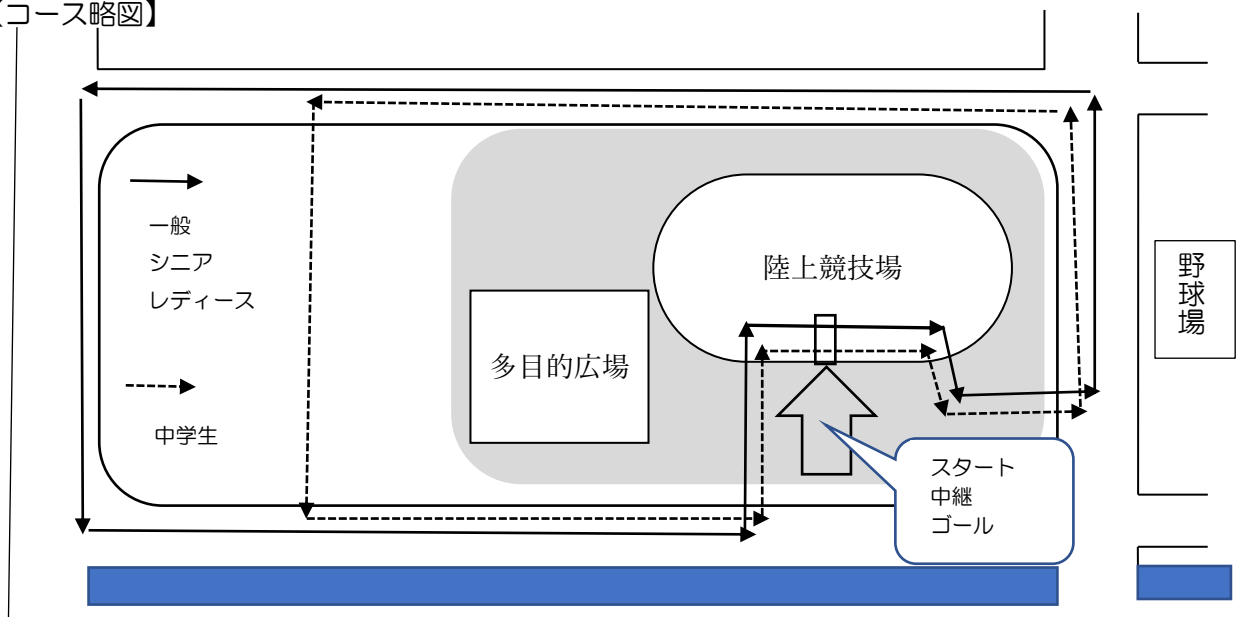 【コース略図】
一般
シニア
レディース
中学生
陸上競技場
多目的広場
野球場
スタート
中継
ゴール